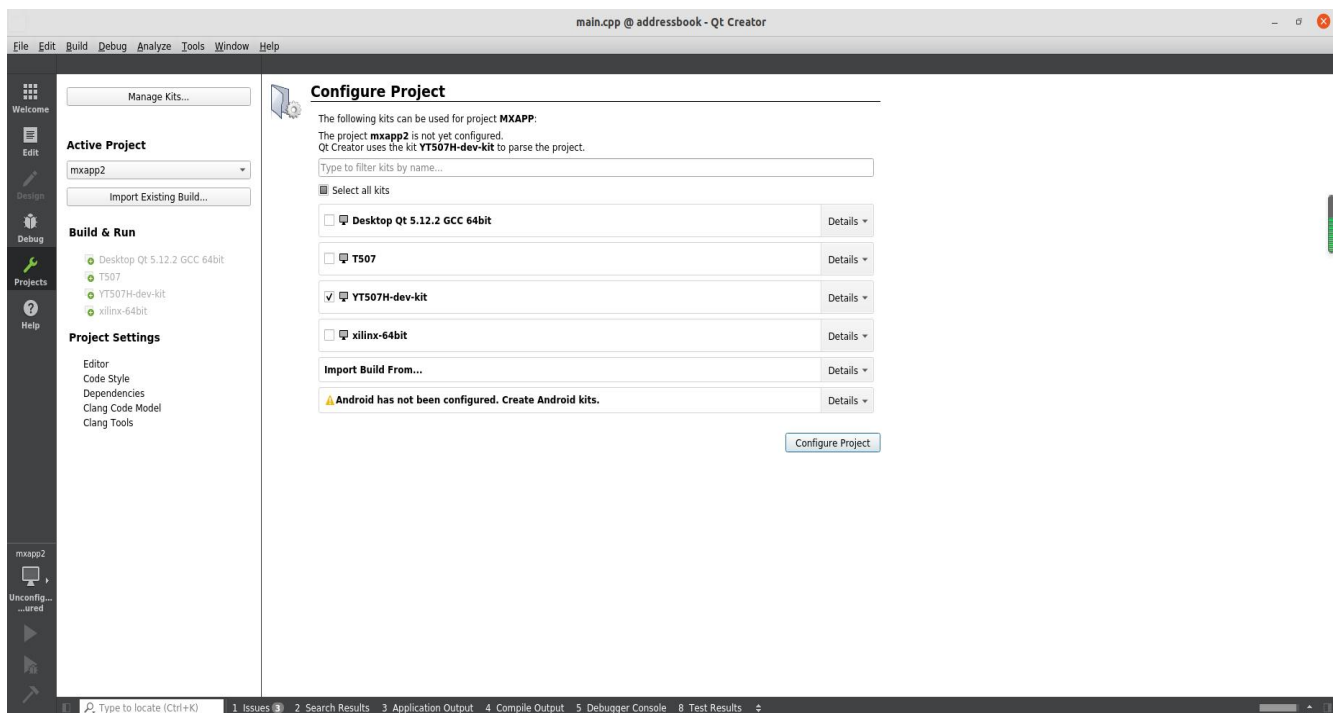 main.cpp @ addressbook - Qt Creator
File Edit Build Debug Analyze Tools Window Help
Welcome
Edit
Design
Debug
Projects
Help
mxapp2
Unconfig...
...ured
Manage Kits...
Active Project
mxapp2
Import Existing Build...
Build & Run
Desktop Qt 5.12.2 GCC 64bit
T507
YT507H-dev-kit
xilinx-64bit
Project Settings
Editor
Code Style
Dependencies
Clang Code Model
Clang Tools
Configure Project
The following kits can be used for project MXAPP:
The project mxapp2 is not yet configured.
Qt Creator uses the kit YT507H-dev-kit to parse the project.
Type to filter kits by name...
Select all kits
Desktop Qt 5.12.2 GCC 64bit Details
T507 Details
YT507H-dev-kit Details
xilinx-64bit Details
Import Build From... Details
Android has not been configured. Create Android kits. Details
Configure Project
Type to locate (Ctrl+K) 1 Issues 3 2 Search Results 3 Application Output 4 Compile Output 5 Debugger Console 8 Test Results